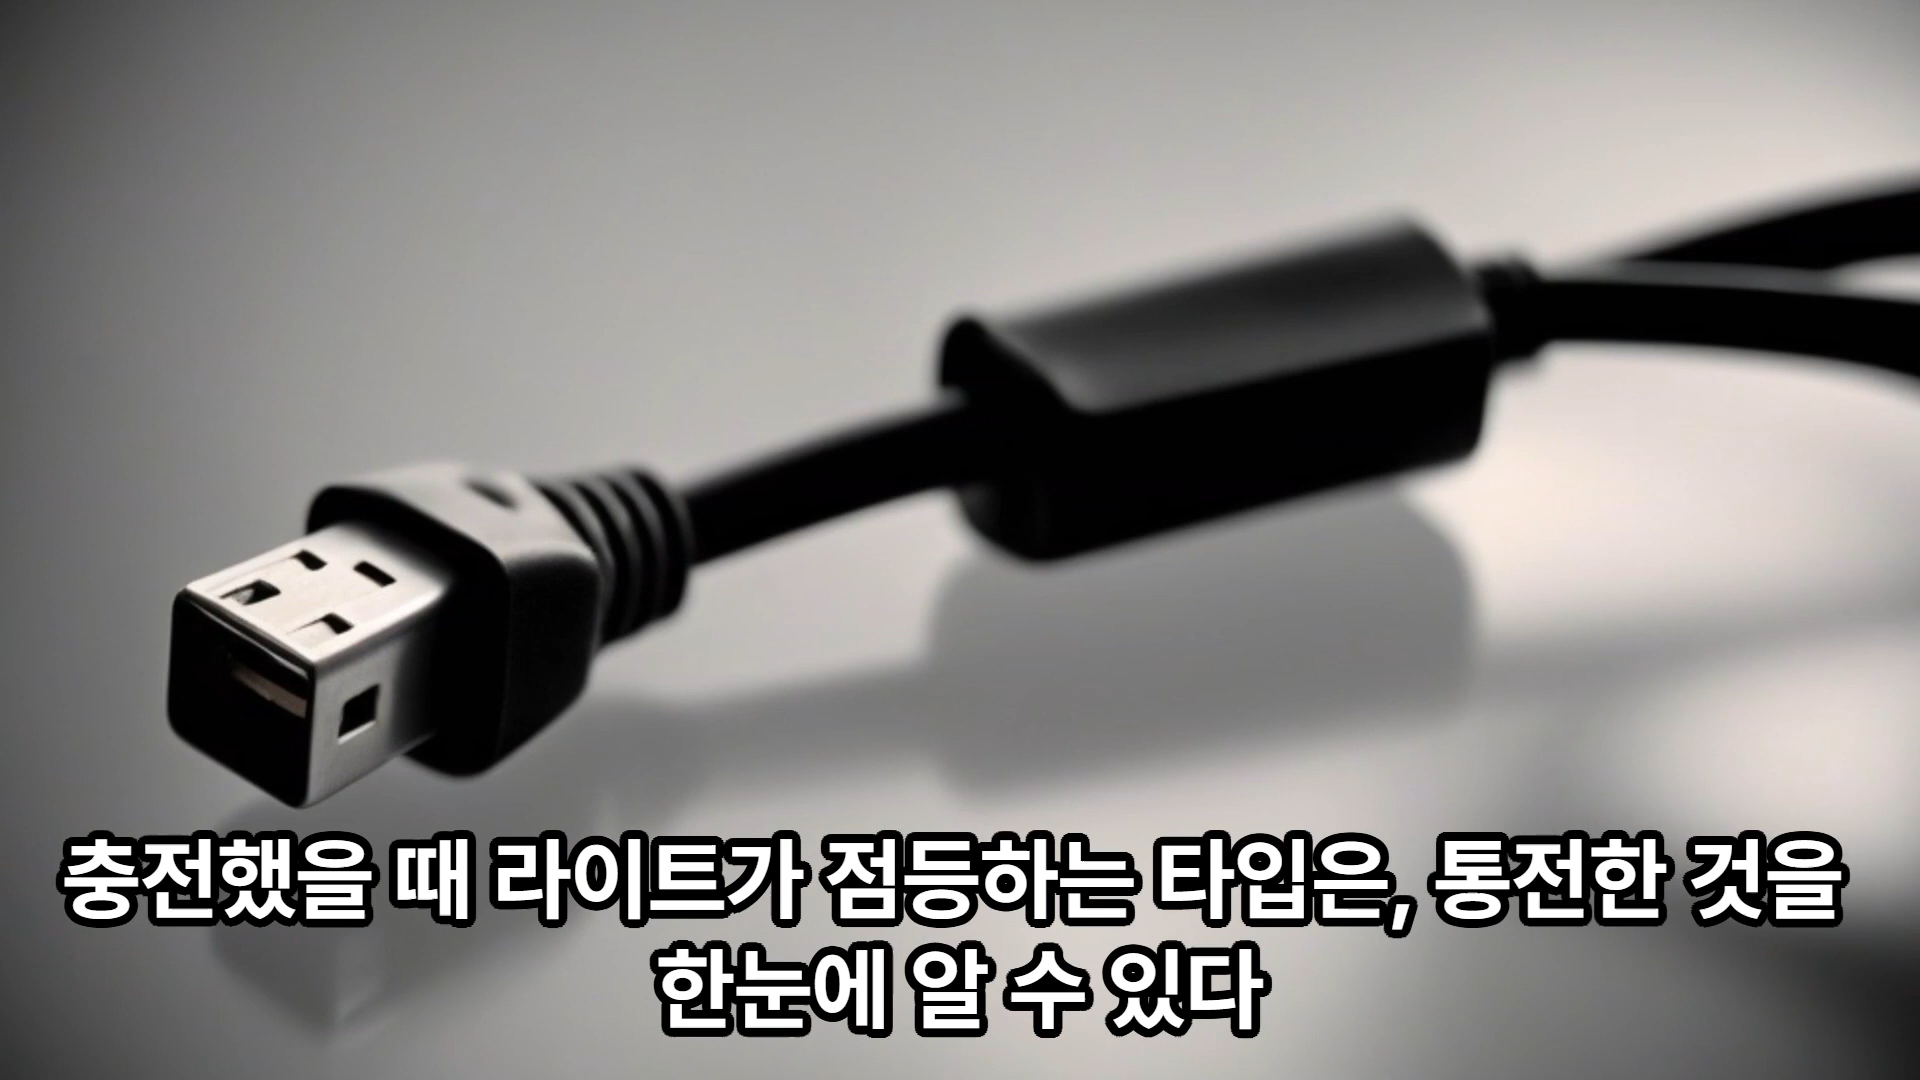 충전했을 때 라이트가 점등하는 타입은, 통전한 것을
한눈에 알 수 있다